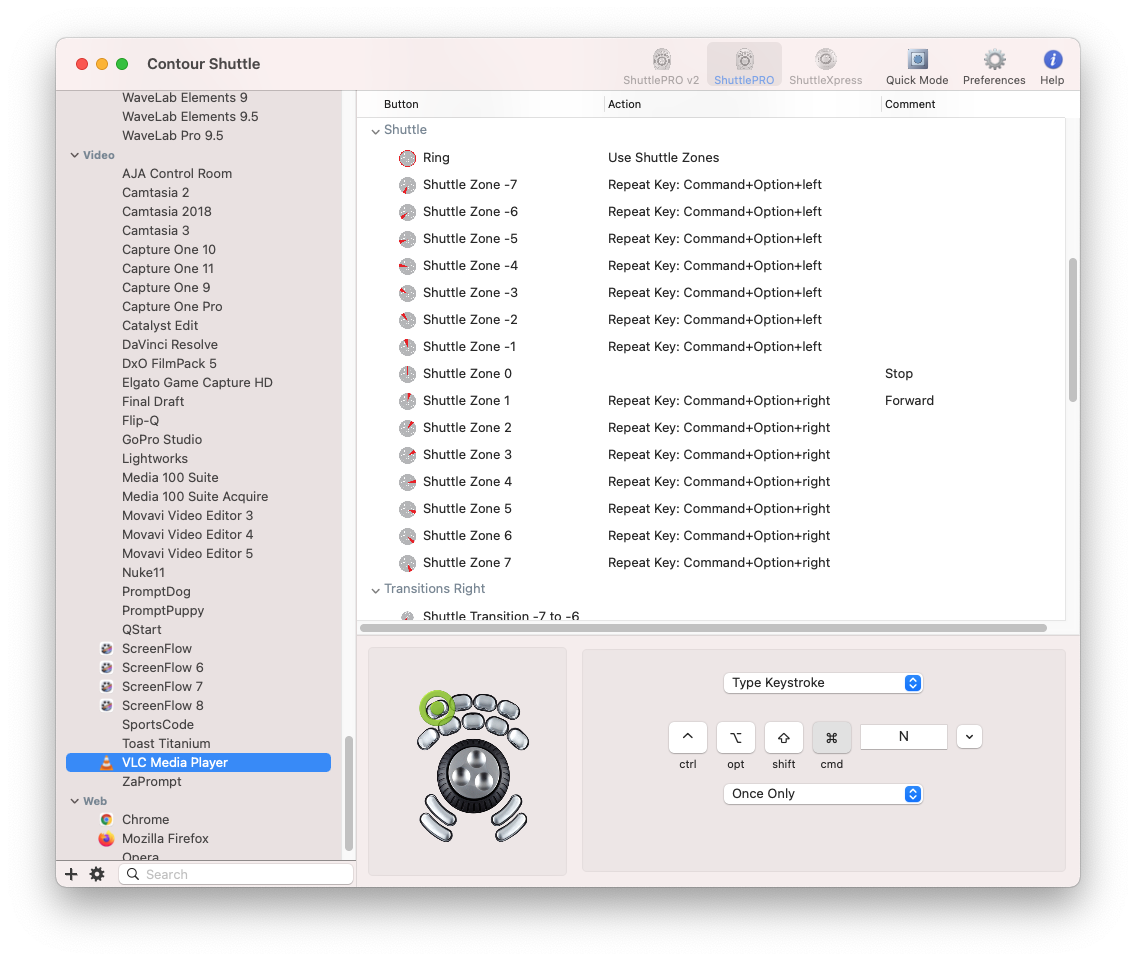 Contour Shuttle
ShuttlePRO v2
ShuttlePRO
ShuttleXpress
Quick Mode
Preferences
Help
WaveLab Elements 9
WaveLab Elements 9.5
WaveLab Pro 9.5
Video
AJA Control Room
Camtasia 2
Camtasia 2018
Camtasia 3
Capture One 10
Capture One 11
Capture One 9
Capture One Pro
Catalyst Edit
DaVinci Resolve
DxO FilmPack 5
Elgato Game Capture HD
Final Draft
Flip-Q
GoPro Studio
Lightworks
Media 100 Suite
Media 100 Suite Acquire
Movavi Video Editor 3
Movavi Video Editor 4
Movavi Video Editor 5
Nuke11
PromptDog
PromptPuppy
QStart
ScreenFlow
ScreenFlow 6
ScreenFlow 7
ScreenFlow 8
SportsCode
Toast Titanium
VLC Media Player
ZaPrompt
Web
Chrome
Mozilla Firefox
Opera
Search
Button Action Comment
Shuttle
Ring Use Shuttle Zones
Shuttle Zone -7 Repeat Key: Command+Option+left
Shuttle Zone -6 Repeat Key: Command+Option+left
Shuttle Zone -5 Repeat Key: Command+Option+left
Shuttle Zone -4 Repeat Key: Command+Option+left
Shuttle Zone -3 Repeat Key: Command+Option+left
Shuttle Zone -2 Repeat Key: Command+Option+left
Shuttle Zone -1 Repeat Key: Command+Option+left
Shuttle Zone 0 Stop
Shuttle Zone 1 Repeat Key: Command+Option+right Forward
Shuttle Zone 2 Repeat Key: Command+Option+right
Shuttle Zone 3 Repeat Key: Command+Option+right
Shuttle Zone 4 Repeat Key: Command+Option+right
Shuttle Zone 5 Repeat Key: Command+Option+right
Shuttle Zone 6 Repeat Key: Command+Option+right
Shuttle Zone 7 Repeat Key: Command+Option+right
Transitions Right
Shuttle Transition -7 to -6
Type Keystroke
N
ctrl opt shift cmd
Once Only